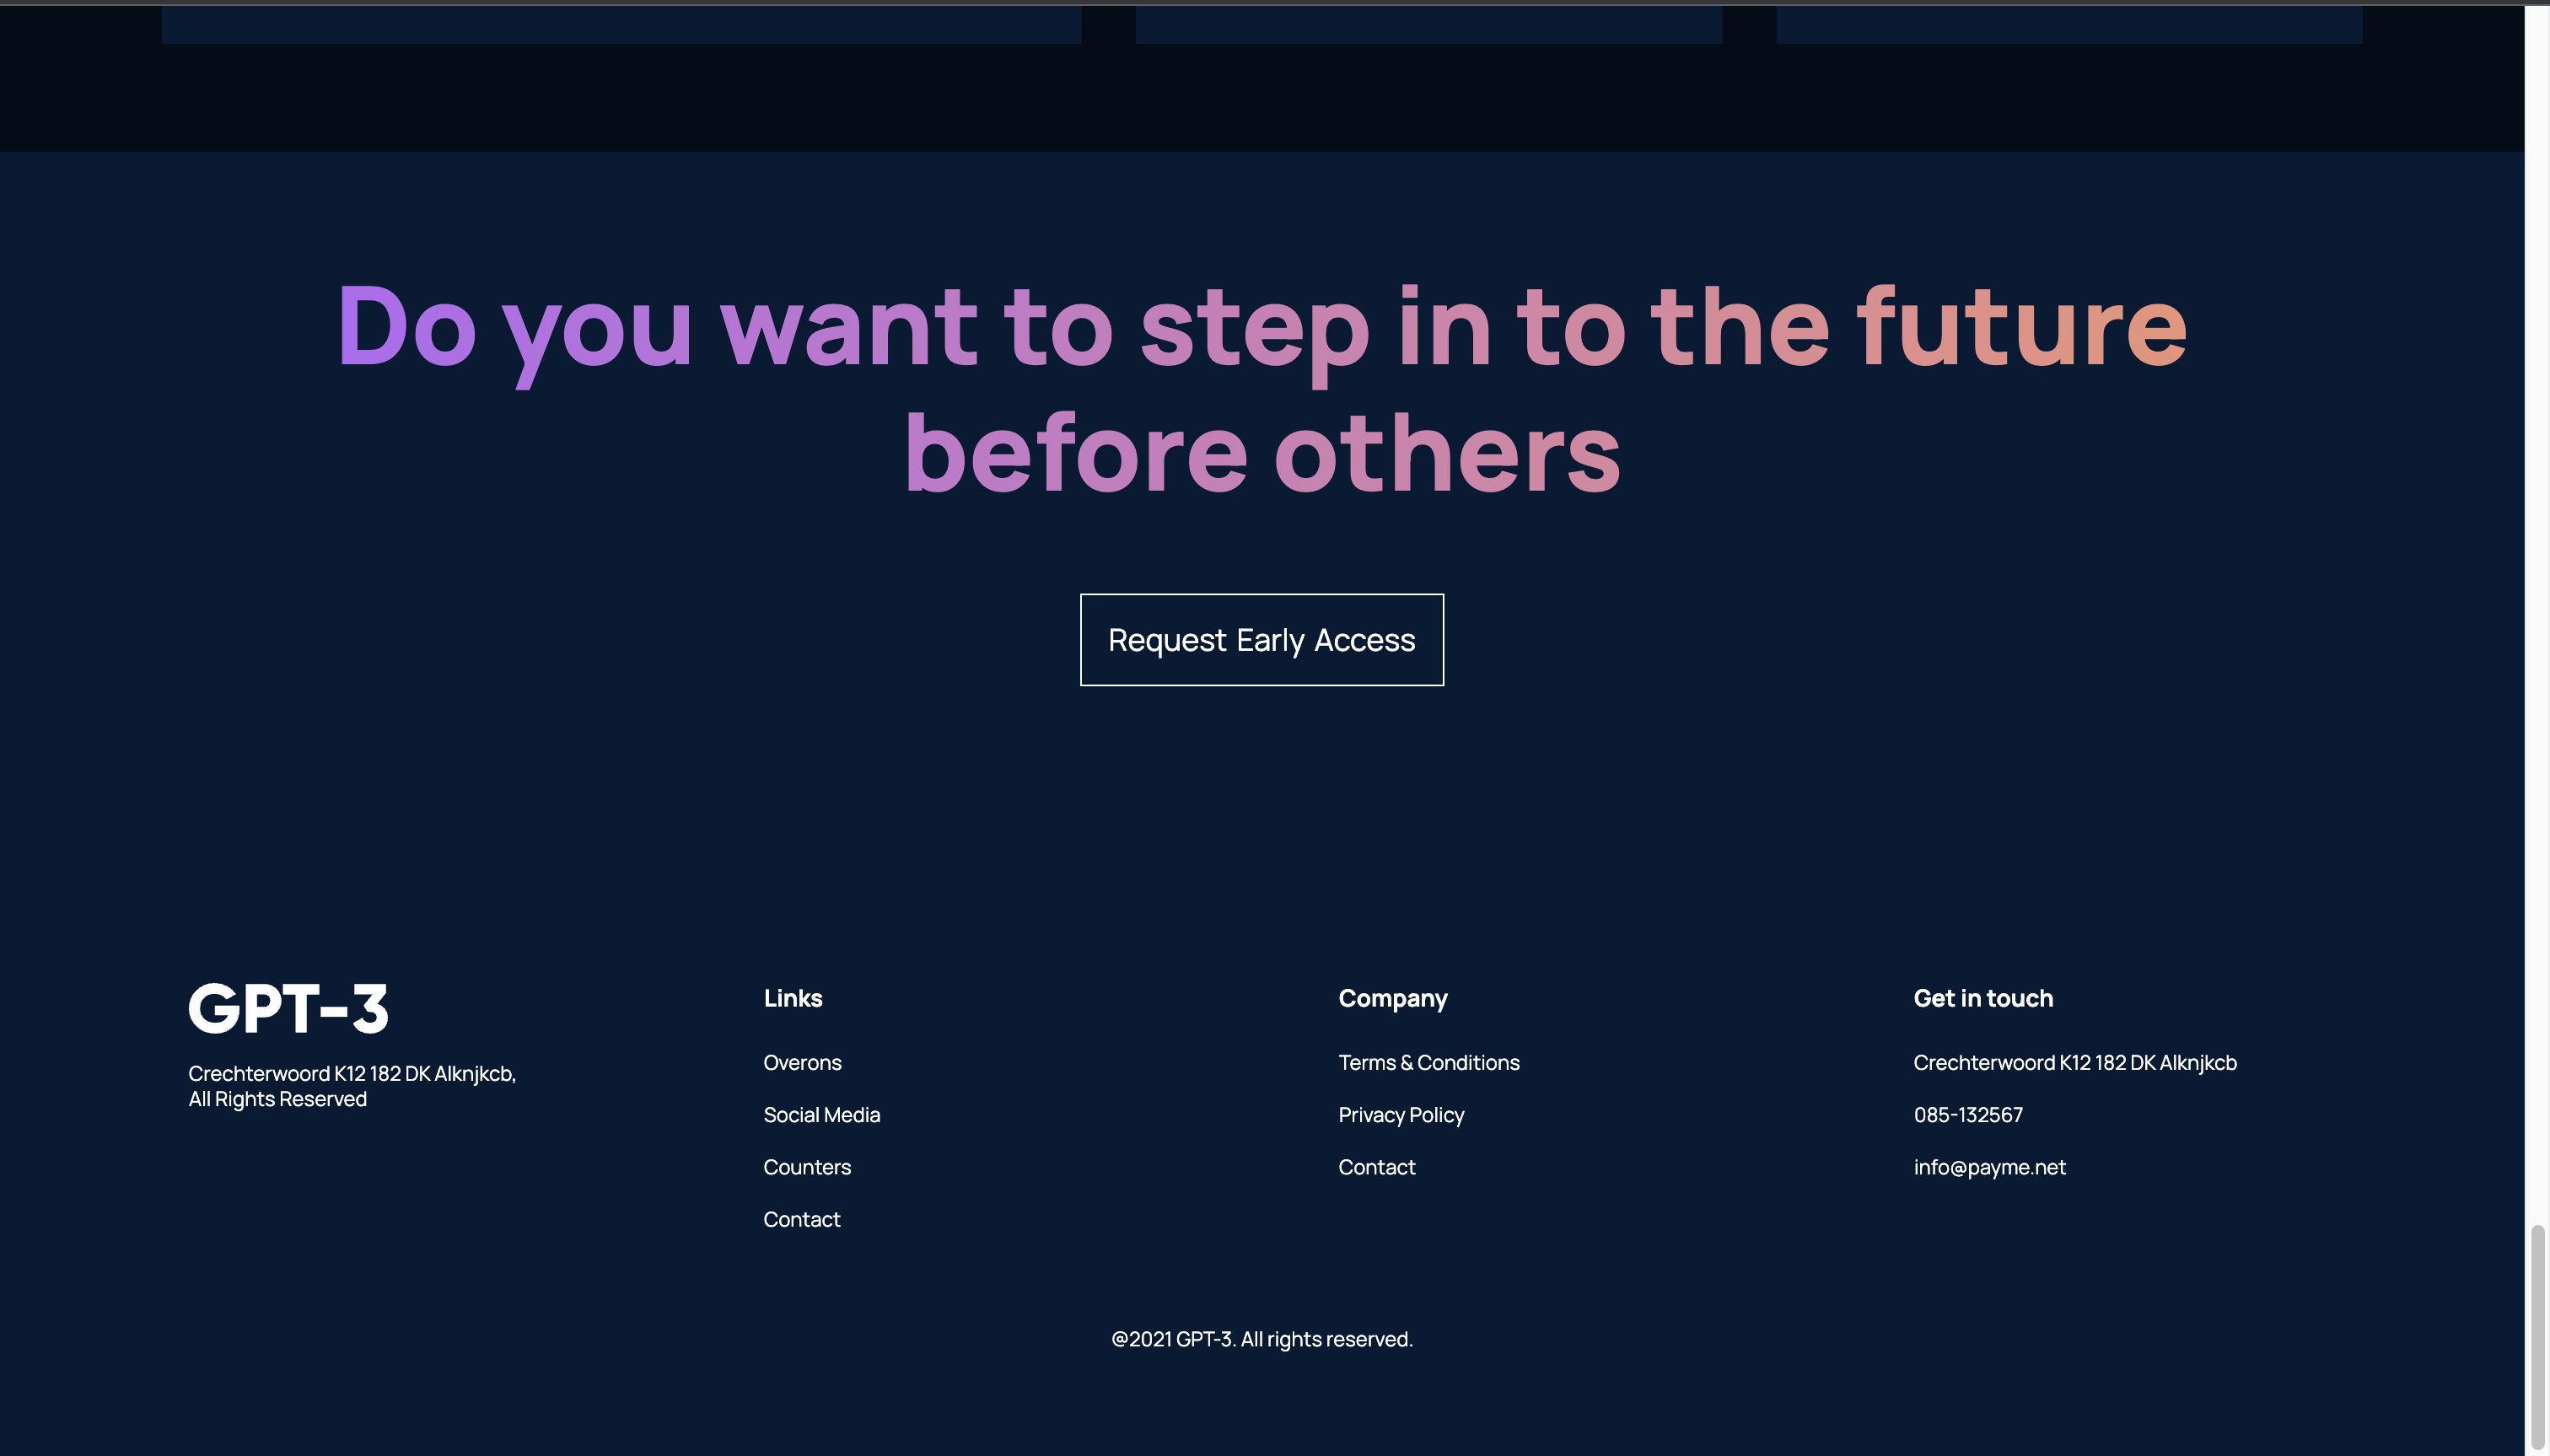 Do you want to step in to the future
before others
Request Early Access
GPT-3
Crechterwoord K12 182 DK Alknjkcb,
All Rights Reserved
Links
Overons
Social Media
Counters
Contact
Company
Terms & Conditions
Privacy Policy
Contact
Get in touch
Crechterwoord K12 182 DK Alknjkcb
085-132567
info@payme.net
@2021 GPT-3. All rights reserved.